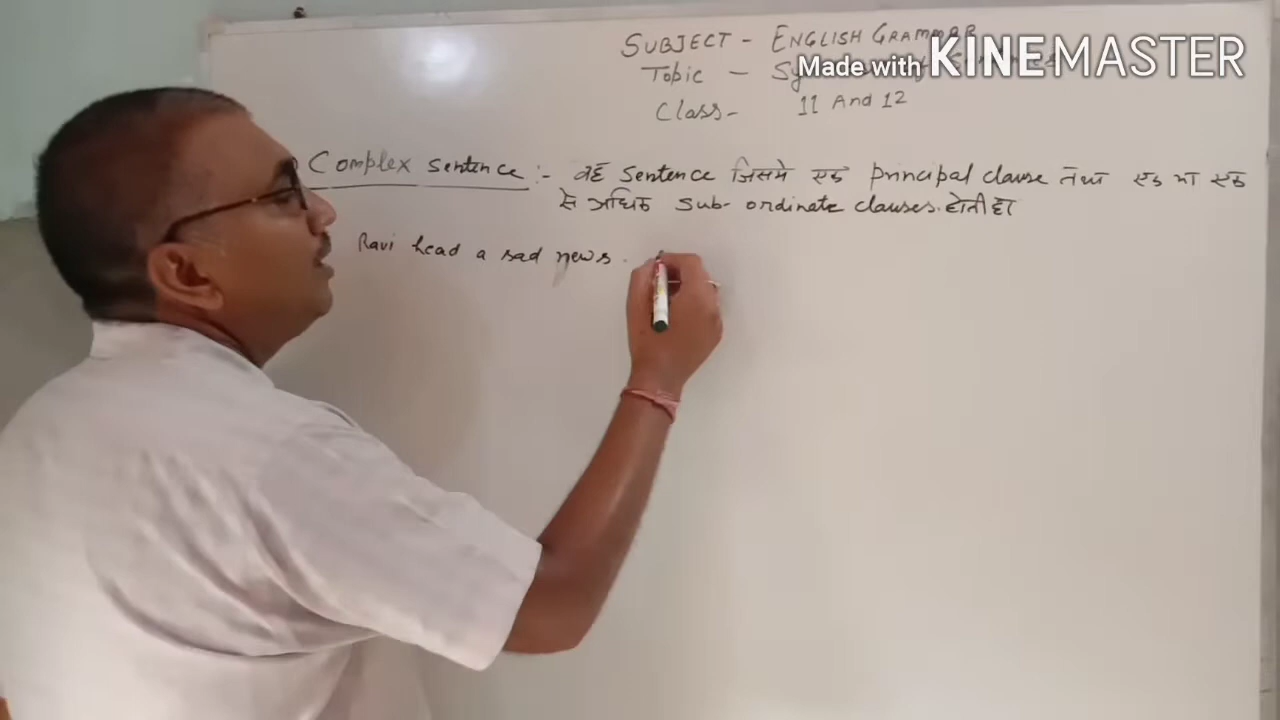 SUBJECT - ENGLISH GRAMMAR
Topic -
Made with KINEMASTER
Class- 11 And 12
Complex Sentence :- वह Sentence जिसमे एक Principal clause तथा एक या एक
से अधिक Sub-ordinate clauses. होती है।
Ravi head a sad news.